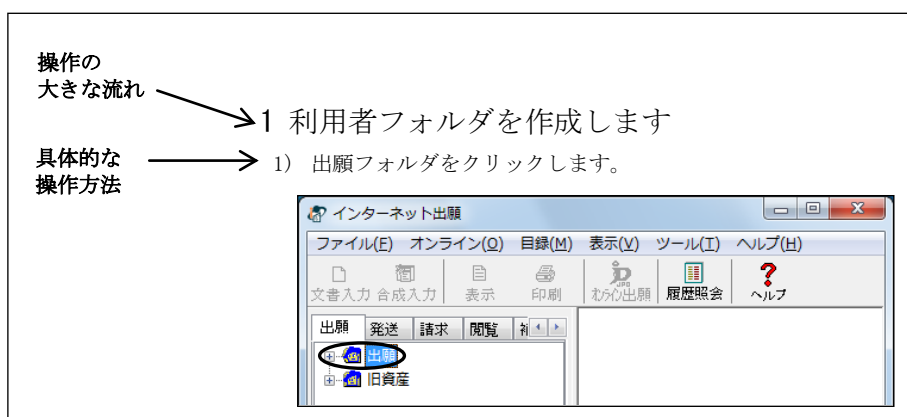 操作の
大きな流れ
1 利用者フォルダを作成します
具体的な
操作方法
1) 出願フォルダをクリックします。
インターネット出願
ファイル(F) オンライン(O) 目録(M) 表示(V) ツール(T) ヘルプ(H)
文書入力 合成入力 表示 印刷 オンライン出願 履歴照会 ヘルプ
出願 発送 請求 閲覧
出願
旧資産